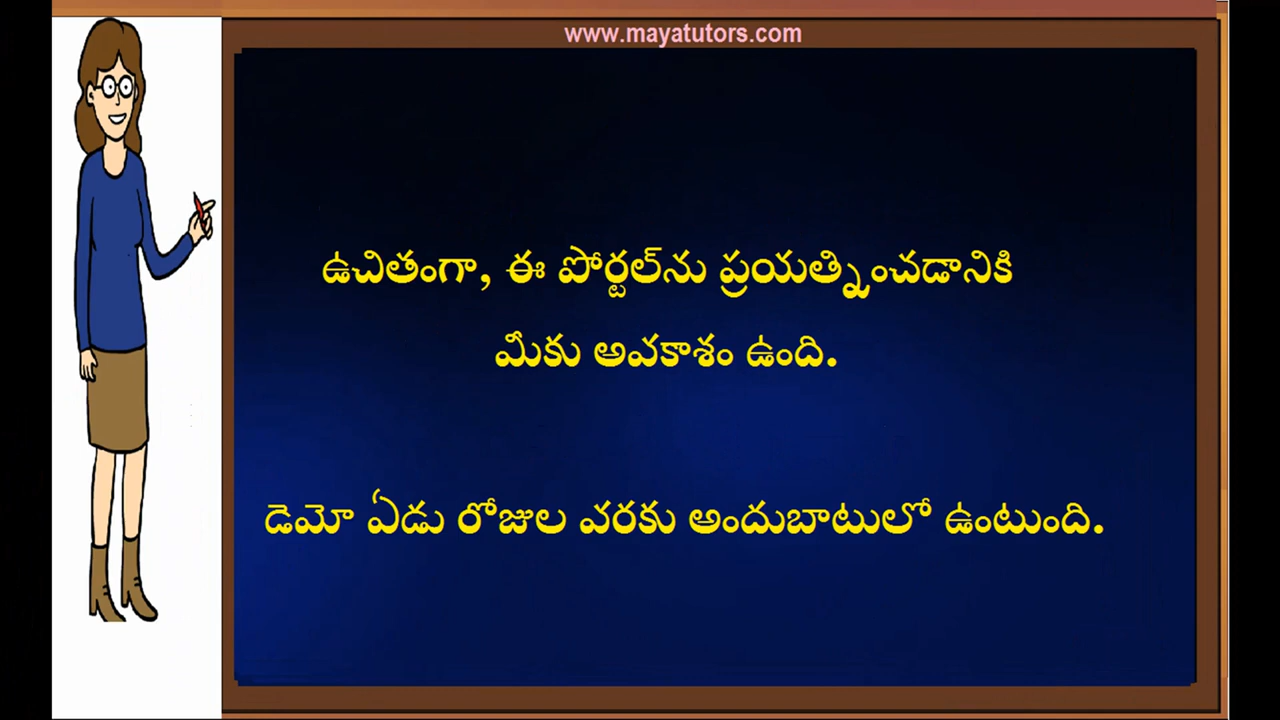 www.mayatutors.com
ఉచితంగా, ఈ పోర్టల్‌ను ప్రయత్నించడానికి
మీకు అవకాశం ఉంది.
డెమో ఏడు రోజుల వరకు అందుబాటులో ఉంటుంది.